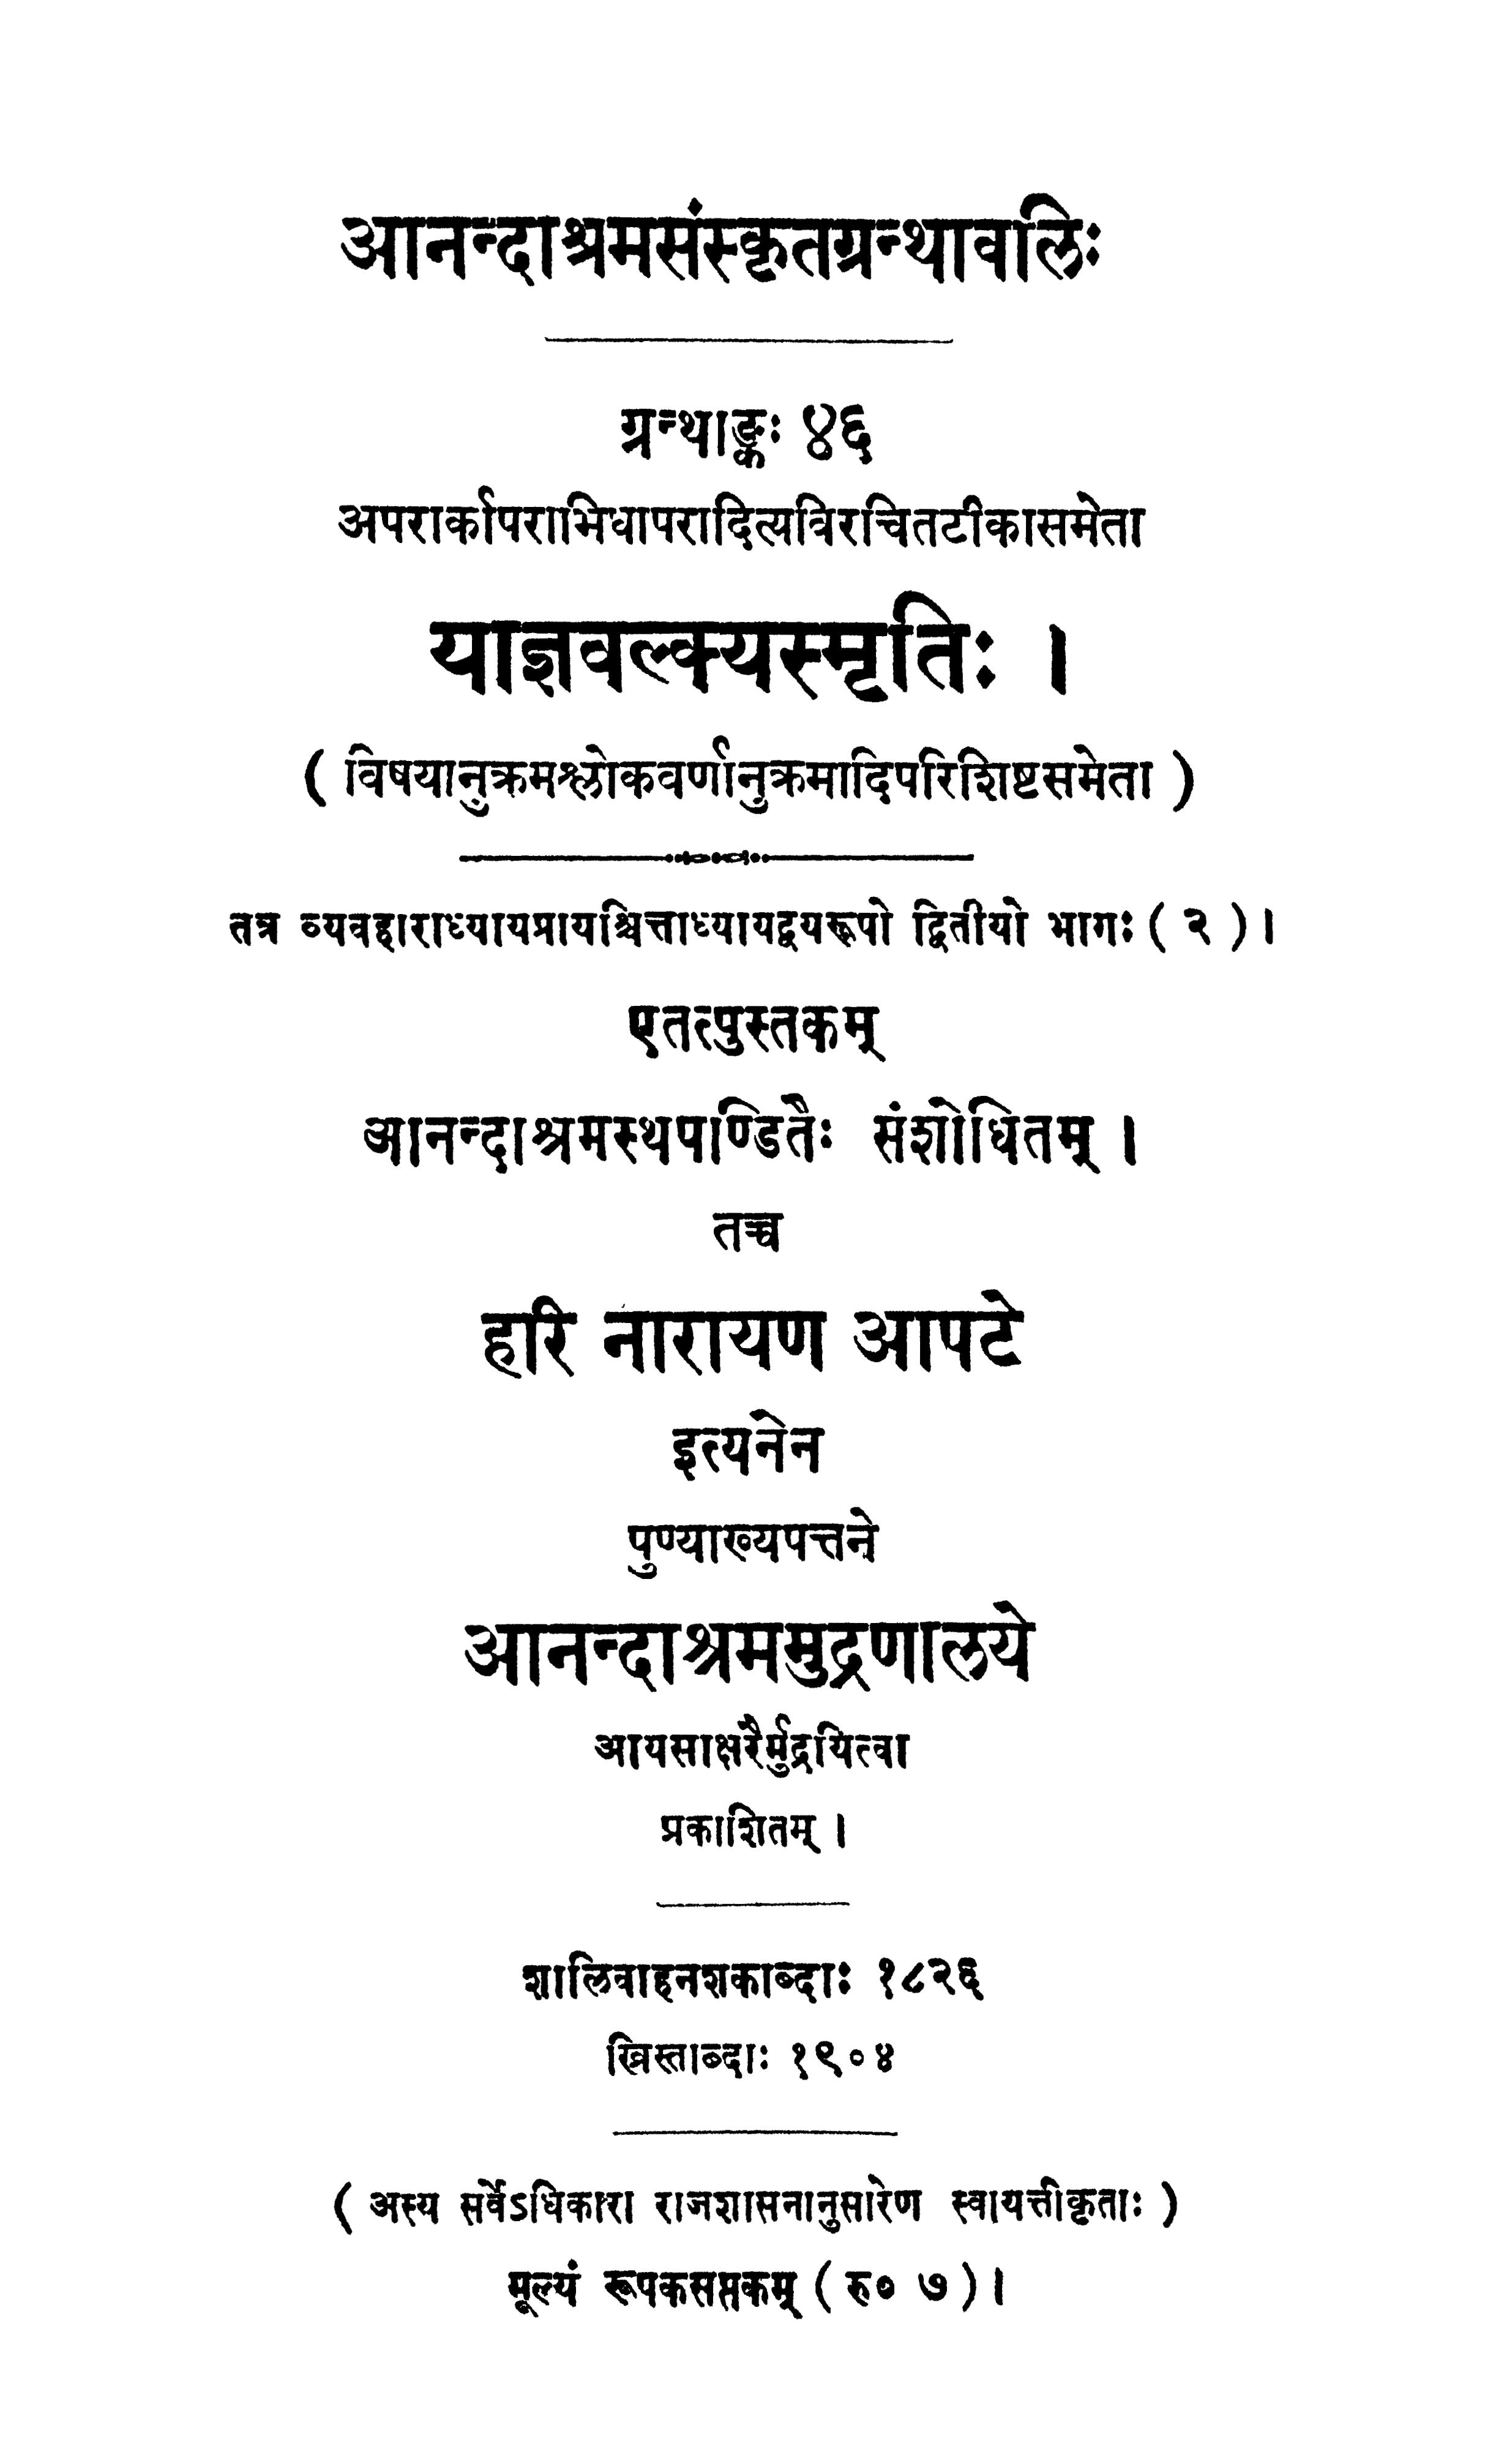 आनन्दाश्रमसंस्कृतग्रन्थावलिः
ग्रन्थाङ्कः ४६
अपरार्कापराभिधापरादित्यविरचितटीकासमेता
याज्ञवल्क्यस्मृतिः ।
( विषयानुक्रमश्लोकवर्णानुक्रमादिपरिशिष्टसमेता )
तत्र व्यवहाराध्यायप्रायश्चित्ताध्यायद्वयरूपो द्वितीयो भागः ( २ ) ।
एतत्पुस्तकम्
आनन्दाश्रमस्थपण्डितैः संशोधितम् ।
तच्च
हरि नारायण आपटे
इत्यनेन
पुण्याख्यपत्तने
आनन्दाश्रममुद्रणालये
आयसाक्षरैर्मुद्रयित्वा
प्रकाशितम् ।
शालिवाहनशकाब्दाः १८२६
ख्रिस्ताब्दाः १९०४
( अस्य सर्वेऽधिकारा राजशासनानुसारेण स्वायत्तीकृताः )
मूल्यं रूपकसप्तकम् ( रु० ७ ) ।